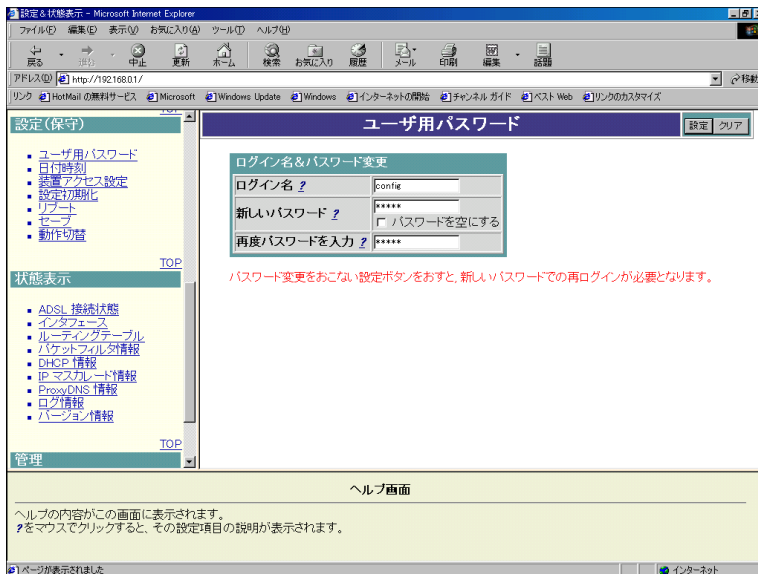 設定&状態表示 - Microsoft Internet Explorer
ファイル(F) 編集(E) 表示(V) お気に入り(A) ツール(T) ヘルプ(H)
戻る 進む 中止 更新 ホーム 検索 お気に入り 履歴 メール 印刷 編集 話題
アドレス(D) http://192.168.0.1/ 移動
リンク HotMail の無料サービス Microsoft Windows Update Windows インターネットの開始 チャンネル ガイド ベスト Web リンクのカスタマイズ
設定(保守)
ユーザ用パスワード
日付時刻
装置アクセス設定
設定初期化
リブート
セーブ
動作切替
TOP
状態表示
ADSL 接続状態
インタフェース
ルーティングテーブル
パケットフィルタ情報
DHCP 情報
IP マスカレード情報
ProxyDNS 情報
ログ情報
バージョン情報
TOP
管理
ユーザ用パスワード 設定 クリア
ログイン名&パスワード変更
ログイン名 ? config
新しいパスワード ? *****
パスワードを空にする
再度パスワードを入力 ? *****
パスワード変更をおこない設定ボタンをおすと, 新しいパスワードでの再ログインが必要となります。
ヘルプ画面
ヘルプの内容がこの画面に表示されます。
?をマウスでクリックすると、その設定項目の説明が表示されます。
ページが表示されました インターネット